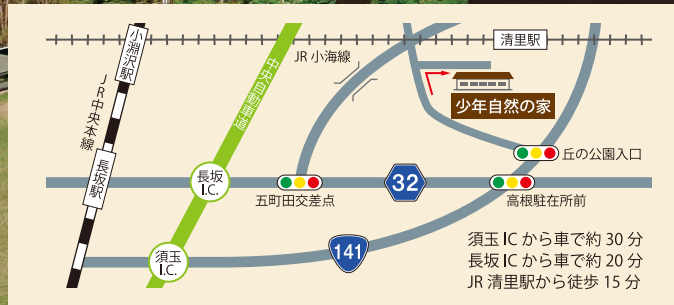 小淵沢駅
JR中央本線
長坂駅
中央自動車道
JR 小海線
清里駅
少年自然の家
丘の公園入口
長坂
I.C.
五町田交差点
32
高根駐在所前
須玉
I.C.
141
須玉 IC から車で約 30 分
長坂 IC から車で約 20 分
JR 清里駅から徒歩 15 分